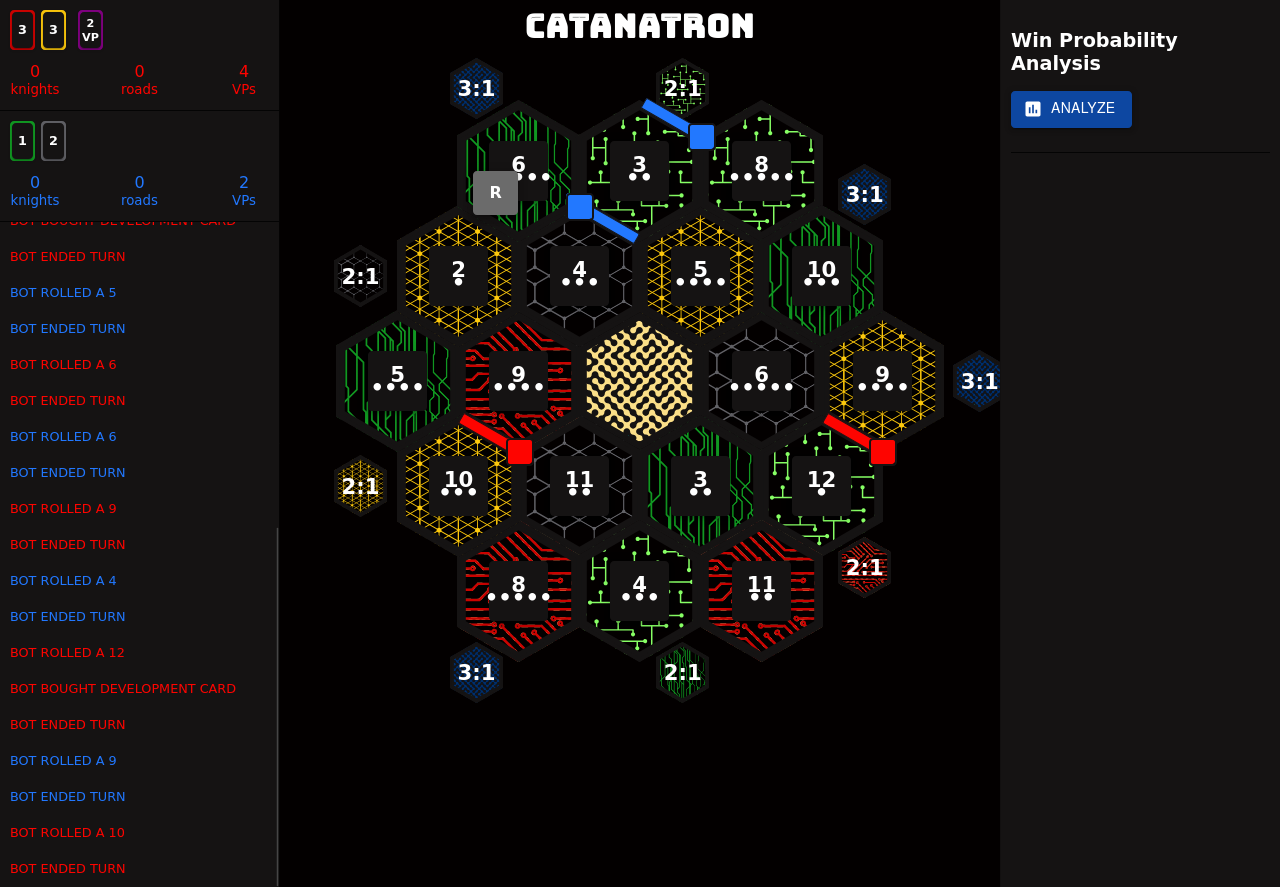 CATANATRON
3 3 2 VP
0 0 4
knights roads VPs
1 2
0 0 2
knights roads VPs
BOT BOUGHT DEVELOPMENT CARD
BOT ENDED TURN
BOT ROLLED A 5
BOT ENDED TURN
BOT ROLLED A 6
BOT ENDED TURN
BOT ROLLED A 6
BOT ENDED TURN
BOT ROLLED A 9
BOT ENDED TURN
BOT ROLLED A 4
BOT ENDED TURN
BOT ROLLED A 12
BOT BOUGHT DEVELOPMENT CARD
BOT ENDED TURN
BOT ROLLED A 9
BOT ENDED TURN
BOT ROLLED A 10
BOT ENDED TURN
3:1 2:1
6 3 8
R
3:1
2:1 2 4 5 10
5 9 6 9 3:1
2:1 10 11 3 12
2:1
8 4 11
3:1 2:1
Win Probability
Analysis
ANALYZE